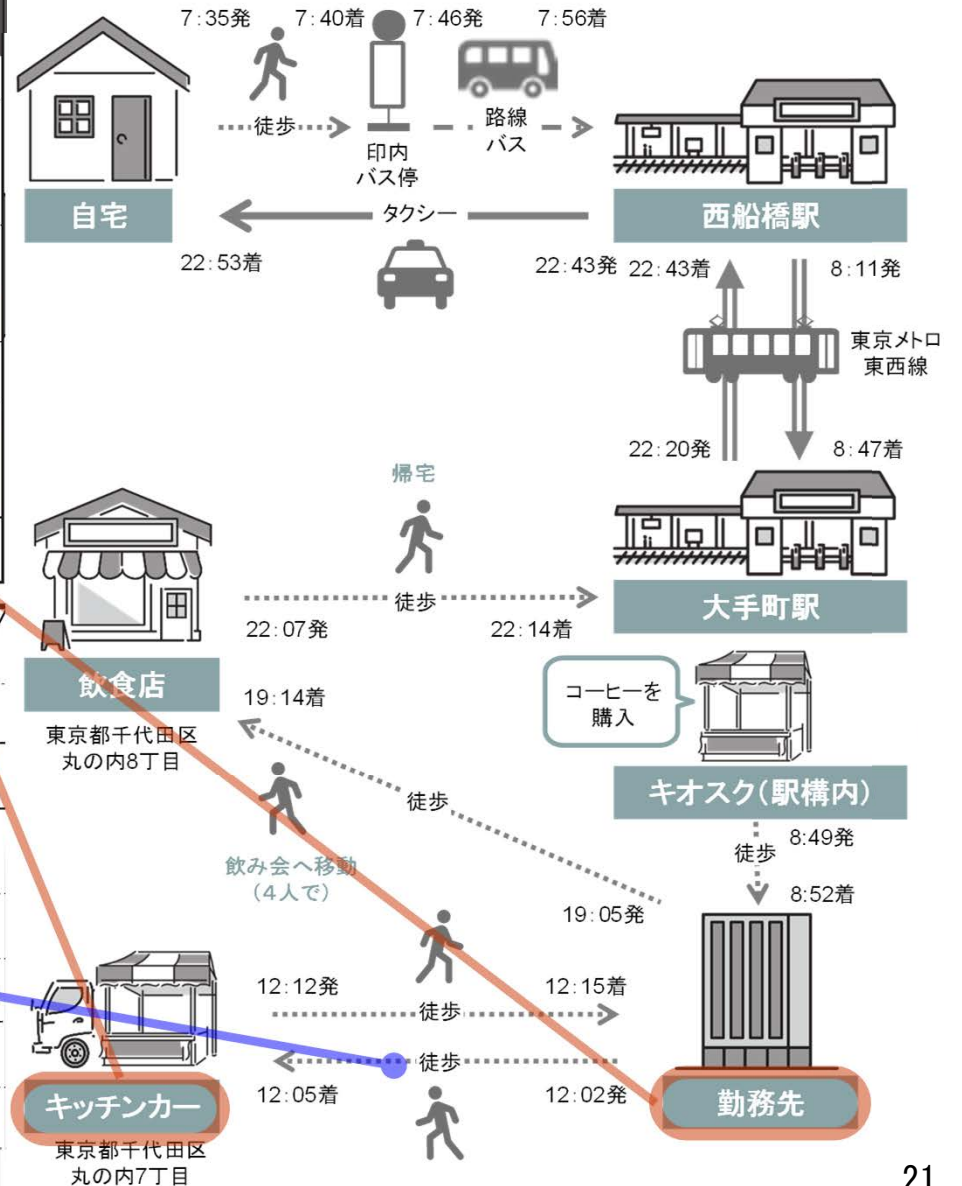 7:35発
7:40着
7:46発
7:56着
徒歩
印内
バス停
路線
バス
自宅
タクシー
西船橋駅
22:53着
22:43発
22:43着
8:11発
東京メトロ
東西線
22:20発
8:47着
帰宅
徒歩
22:07発
22:14着
大手町駅
飲食店
東京都千代田区
丸の内8丁目
19:14着
コーヒーを
購入
キオスク(駅構内)
徒歩
飲み会へ移動
(4人で)
徒歩
8:49発
8:52着
19:05発
12:12発
12:15着
徒歩
徒歩
12:05着
12:02発
キッチンカー
東京都千代田区
丸の内7丁目
勤務先
21